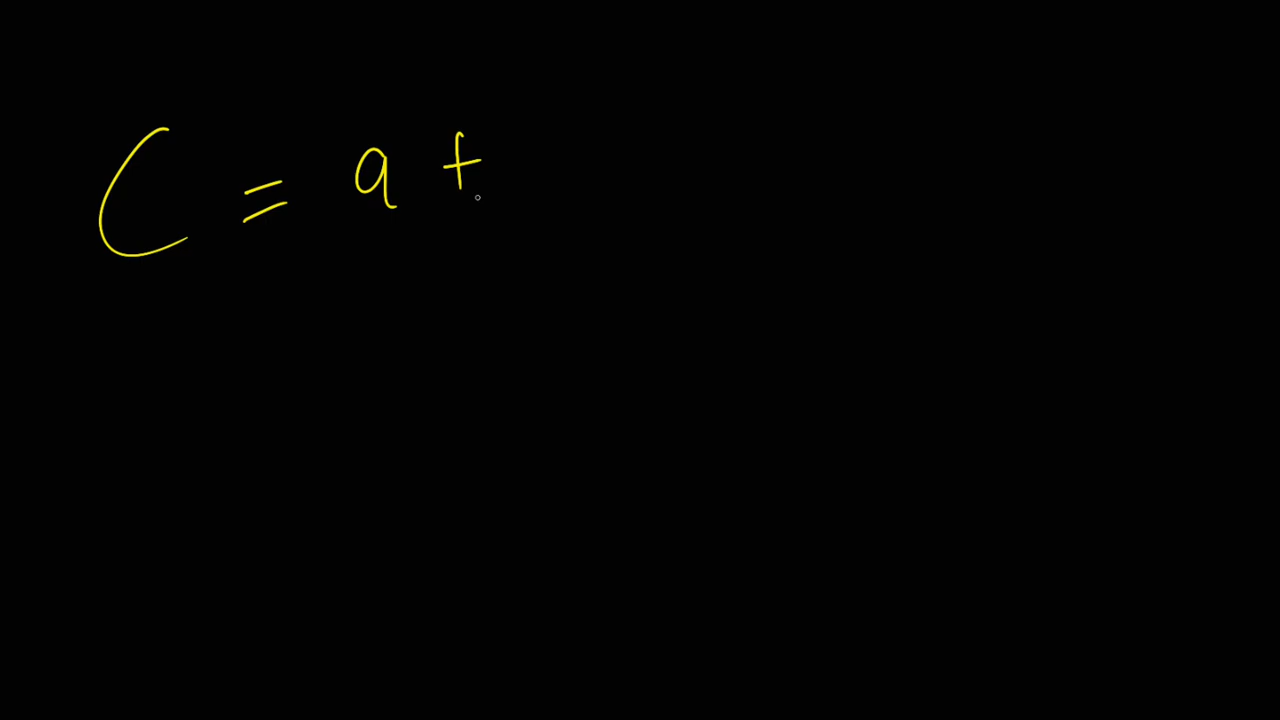 C = a +